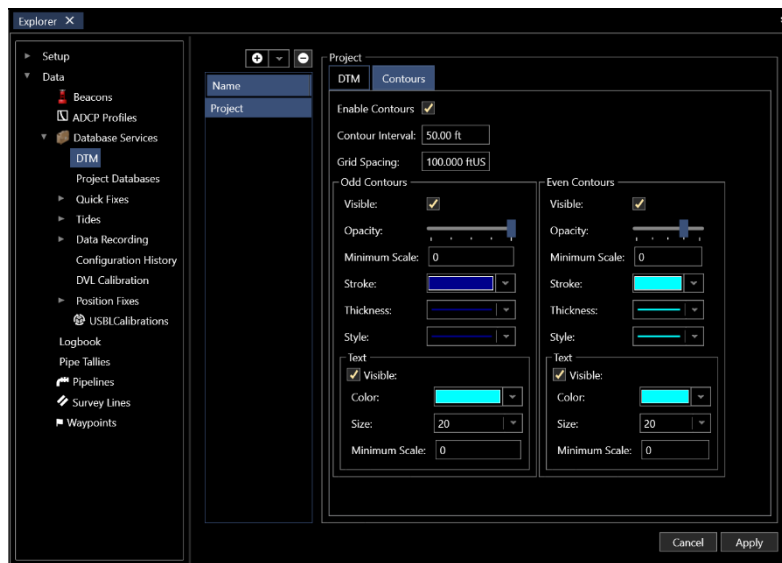 Explorer
Setup
Data
Beacons
ADCP Profiles
Database Services
DTM
Project Databases
Quick Fixes
Tides
Data Recording
Configuration History
DVL Calibration
Position Fixes
USBLCalibrations
Logbook
Pipe Tallies
Pipelines
Survey Lines
Waypoints
Name
Project
Project
DTM Contours
Enable Contours
Contour Interval: 50.00 ft
Grid Spacing: 100.000 ftUS
Odd Contours
Visible:
Opacity:
Minimum Scale: 0
Stroke:
Thickness:
Style:
Text
Visible:
Color:
Size: 20
Minimum Scale: 0
Even Contours
Visible:
Opacity:
Minimum Scale: 0
Stroke:
Thickness:
Style:
Text
Visible:
Color:
Size: 20
Minimum Scale: 0
Cancel Apply